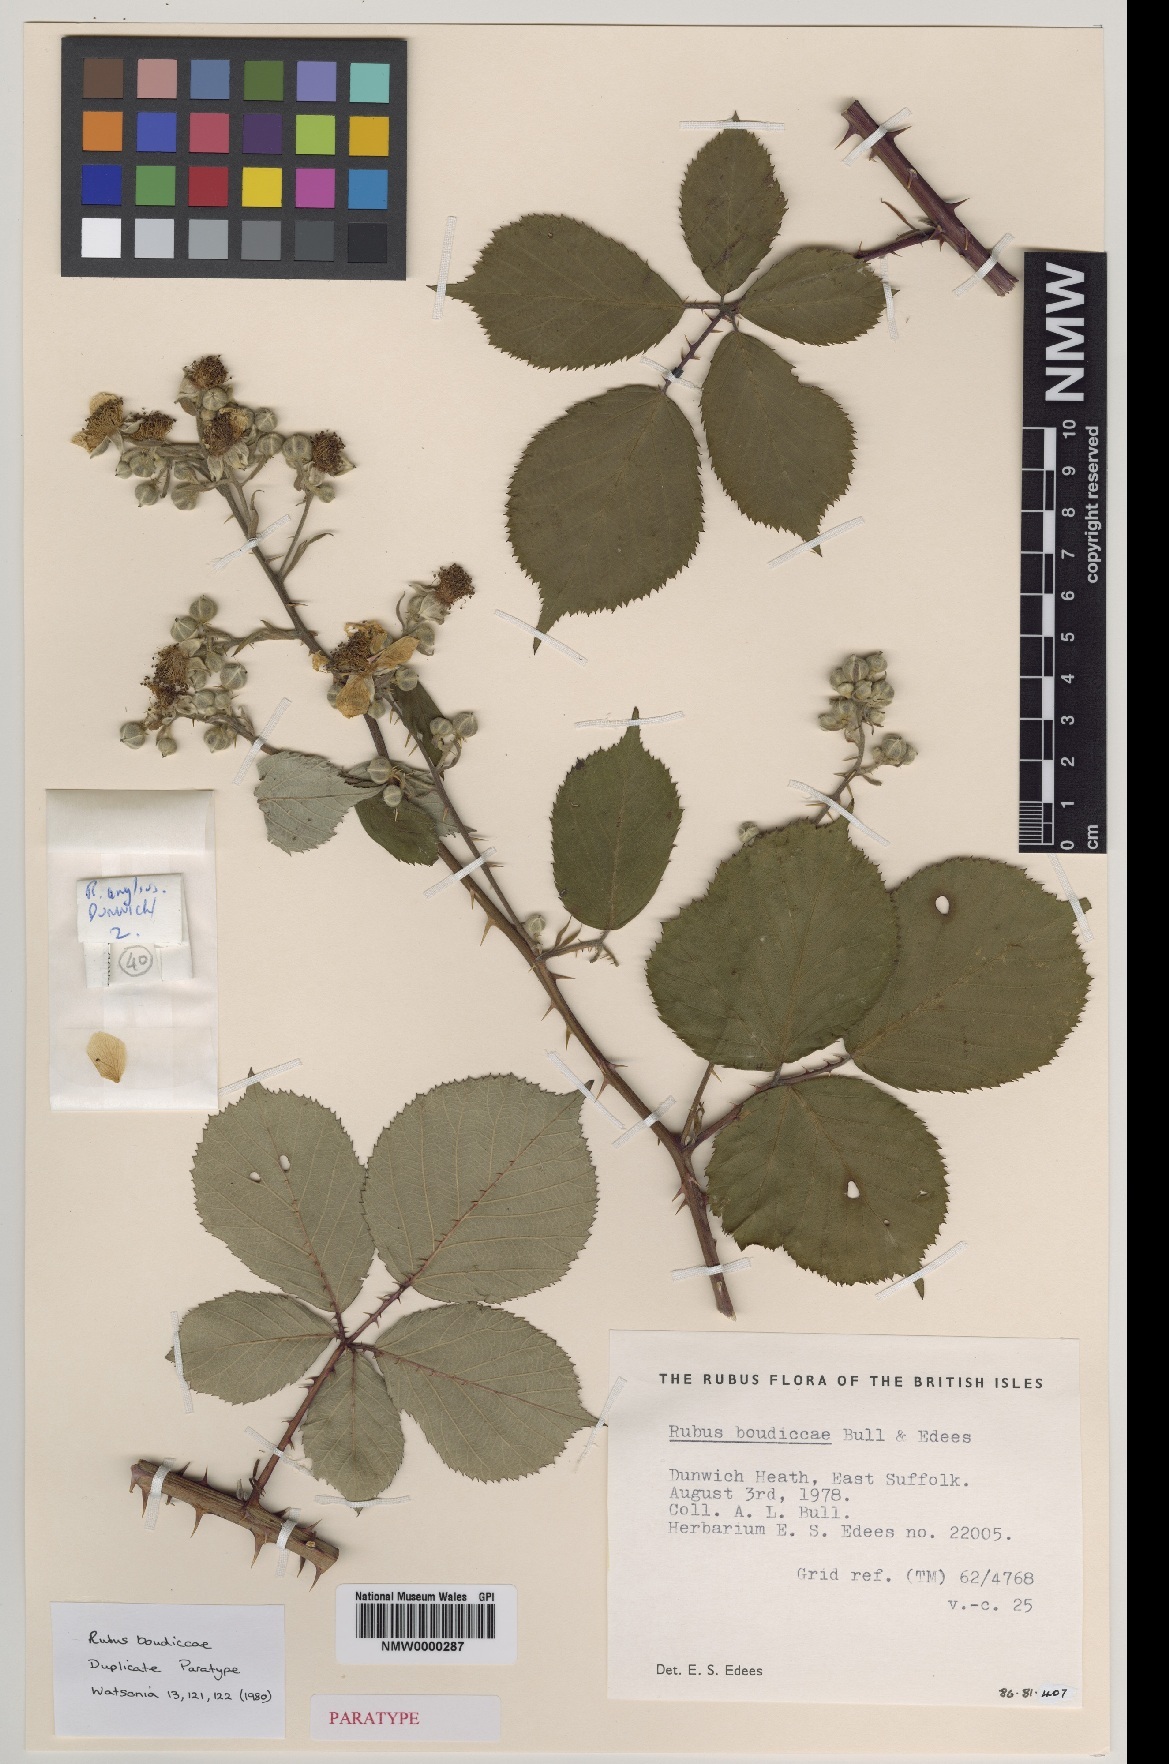 NMW
copyright reserved
10
9
8
7
6
5
4
3
2
1
0
cm
Dunwich
2.
40
THE RUBUS FLORA OF THE BRITISH ISLES
Rubus boudiccae Bull & Edees
Dunwich Heath, East Suffolk.
August 3rd, 1978.
Coll. A. L. Bull.
Herbarium E. S. Edees no. 22005.
Grid ref. (TM) 62/4768
v.-c. 25
Det. E. S. Edees
86.81.407
National Museum Wales GPI
NMW0000287
Rubus boudiccae
Duplicate Paratype
Watsonia 13, 121, 122 (1980)
PARATYPE